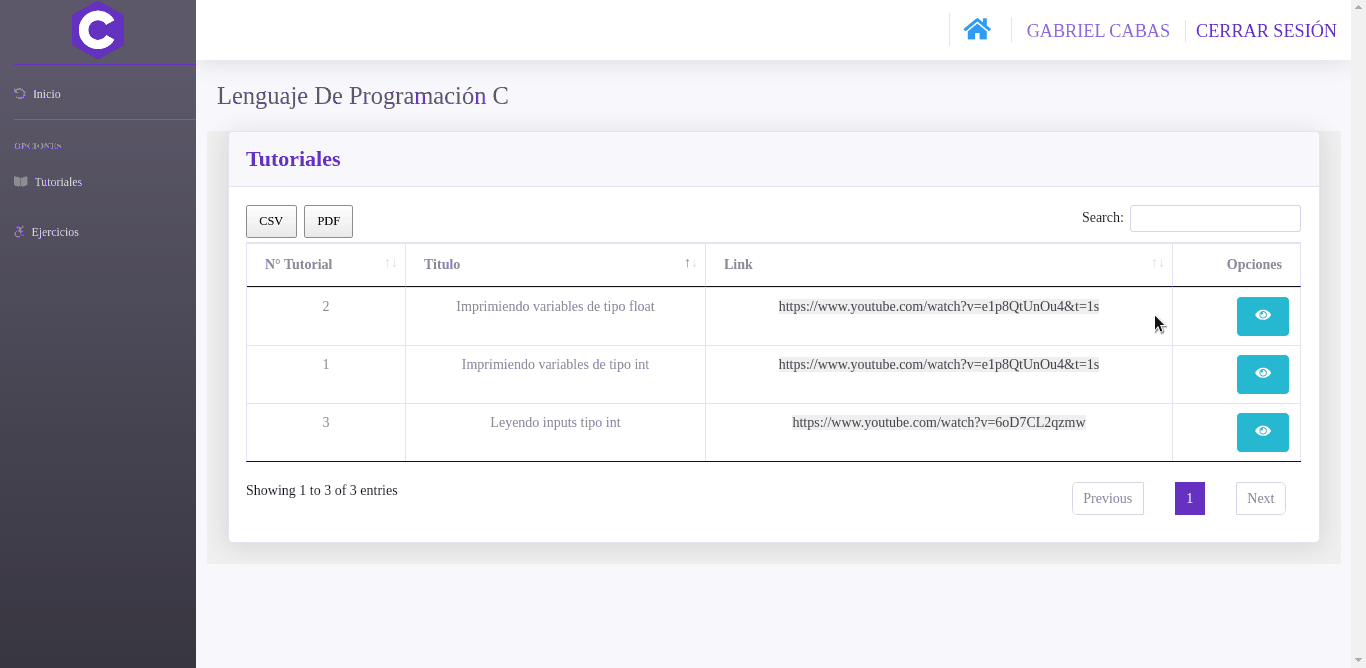 C
GABRIEL CABAS
CERRAR SESIÓN
Inicio
OPCIONES
Tutoriales
Ejercicios
Lenguaje De Programación C
Tutoriales
CSV PDF Search:
N° Tutorial Titulo Link Opciones
2 Imprimiendo variables de tipo float https://www.youtube.com/watch?v=e1p8QtUnOu4&t=1s
1 Imprimiendo variables de tipo int https://www.youtube.com/watch?v=e1p8QtUnOu4&t=1s
3 Leyendo inputs tipo int https://www.youtube.com/watch?v=6oD7CL2qzmw
Showing 1 to 3 of 3 entries
Previous 1 Next